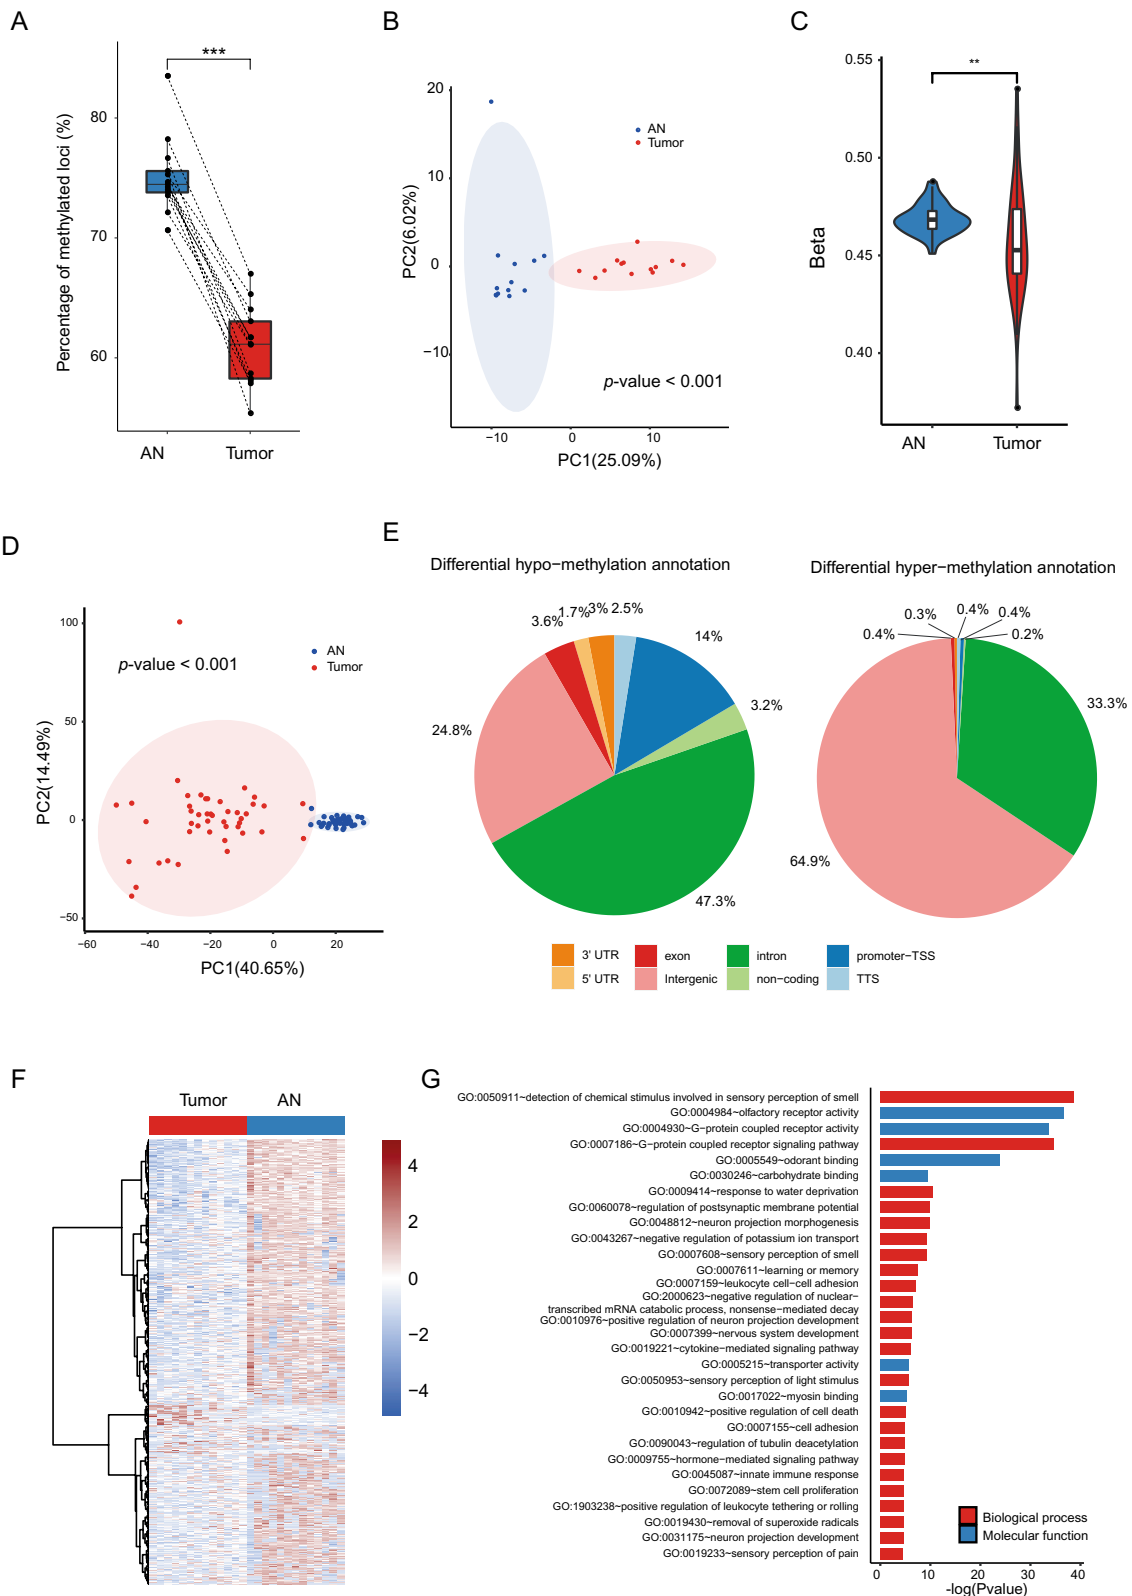 A
***
Percentage of methylated loci (%)
80
70
60
AN
Tumor
B
20
10
0
−10
PC2(6.02%)
AN
Tumor
p-value < 0.001
−10
0
10
PC1(25.09%)
C
0.55
0.50
0.45
0.40
Beta
**
AN
Tumor
D
100
50
0
−50
PC2(14.49%)
p-value < 0.001
AN
Tumor
−60
−40
−20
0
20
PC1(40.65%)
E
Differential hypo−methylation annotation
3.6%
1.7%
3%
2.5%
14%
3.2%
24.8%
47.3%
Differential hyper−methylation annotation
0.4%
0.3%
0.4%
0.4%
0.2%
33.3%
64.9%
3' UTR
exon
intron
promoter−TSS
5' UTR
Intergenic
non−coding
TTS
F
Tumor
AN
4
2
0
−2
−4
G
GO:0050911~detection of chemical stimulus involved in sensory perception of smell
GO:0004984~olfactory receptor activity
GO:0004930~G−protein coupled receptor activity
GO:0007186~G−protein coupled receptor signaling pathway
GO:0005549~odorant binding
GO:0030246~carbohydrate binding
GO:0009414~response to water deprivation
GO:0060078~regulation of postsynaptic membrane potential
GO:0048812~neuron projection morphogenesis
GO:0043267~negative regulation of potassium ion transport
GO:0007608~sensory perception of smell
GO:0007611~learning or memory
GO:0007159~leukocyte cell−cell adhesion
GO:2000623~negative regulation of nuclear−
transcribed mRNA catabolic process, nonsense−mediated decay
GO:0010976~positive regulation of neuron projection development
GO:0007399~nervous system development
GO:0019221~cytokine−mediated signaling pathway
GO:0005215~transporter activity
GO:0050953~sensory perception of light stimulus
GO:0017022~myosin binding
GO:0010942~positive regulation of cell death
GO:0007155~cell adhesion
GO:0090043~regulation of tubulin deacetylation
GO:0009755~hormone−mediated signaling pathway
GO:0045087~innate immune response
GO:0072089~stem cell proliferation
GO:1903238~positive regulation of leukocyte tethering or rolling
GO:0019430~removal of superoxide radicals
GO:0031175~neuron projection development
GO:0019233~sensory perception of pain
Biological process
Molecular function
0
10
20
30
40
-log(Pvalue)